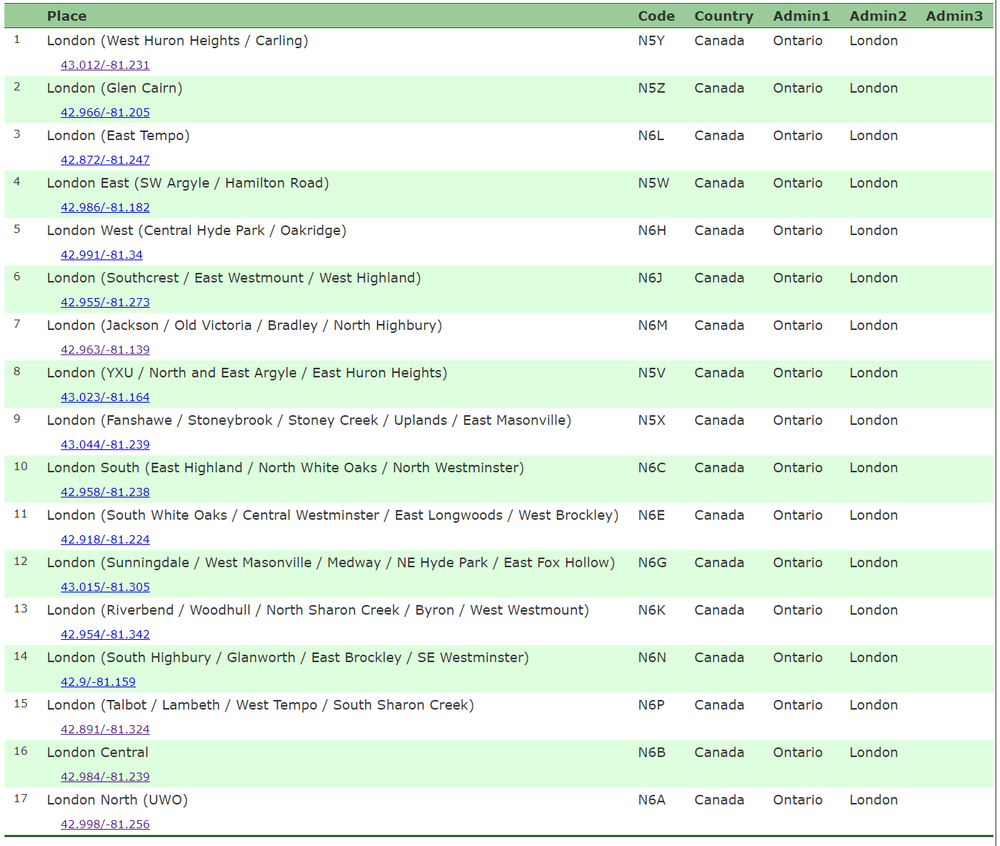 Place Code Country Admin1 Admin2 Admin3
1 London (West Huron Heights / Carling) N5Y Canada Ontario London
43.012/-81.231
2 London (Glen Cairn) N5Z Canada Ontario London
42.966/-81.205
3 London (East Tempo) N6L Canada Ontario London
42.872/-81.247
4 London East (SW Argyle / Hamilton Road) N5W Canada Ontario London
42.986/-81.182
5 London West (Central Hyde Park / Oakridge) N6H Canada Ontario London
42.991/-81.34
6 London (Southcrest / East Westmount / West Highland) N6J Canada Ontario London
42.955/-81.273
7 London (Jackson / Old Victoria / Bradley / North Highbury) N6M Canada Ontario London
42.963/-81.139
8 London (YXU / North and East Argyle / East Huron Heights) N5V Canada Ontario London
43.023/-81.164
9 London (Fanshawe / Stoneybrook / Stoney Creek / Uplands / East Masonville) N5X Canada Ontario London
43.044/-81.239
10 London South (East Highland / North White Oaks / North Westminster) N6C Canada Ontario London
42.958/-81.238
11 London (South White Oaks / Central Westminster / East Longwoods / West Brockley) N6E Canada Ontario London
42.918/-81.224
12 London (Sunningdale / West Masonville / Medway / NE Hyde Park / East Fox Hollow) N6G Canada Ontario London
43.015/-81.305
13 London (Riverbend / Woodhull / North Sharon Creek / Byron / West Westmount) N6K Canada Ontario London
42.954/-81.342
14 London (South Highbury / Glanworth / East Brockley / SE Westminster) N6N Canada Ontario London
42.9/-81.159
15 London (Talbot / Lambeth / West Tempo / South Sharon Creek) N6P Canada Ontario London
42.891/-81.324
16 London Central N6B Canada Ontario London
42.984/-81.239
17 London North (UWO) N6A Canada Ontario London
42.998/-81.256